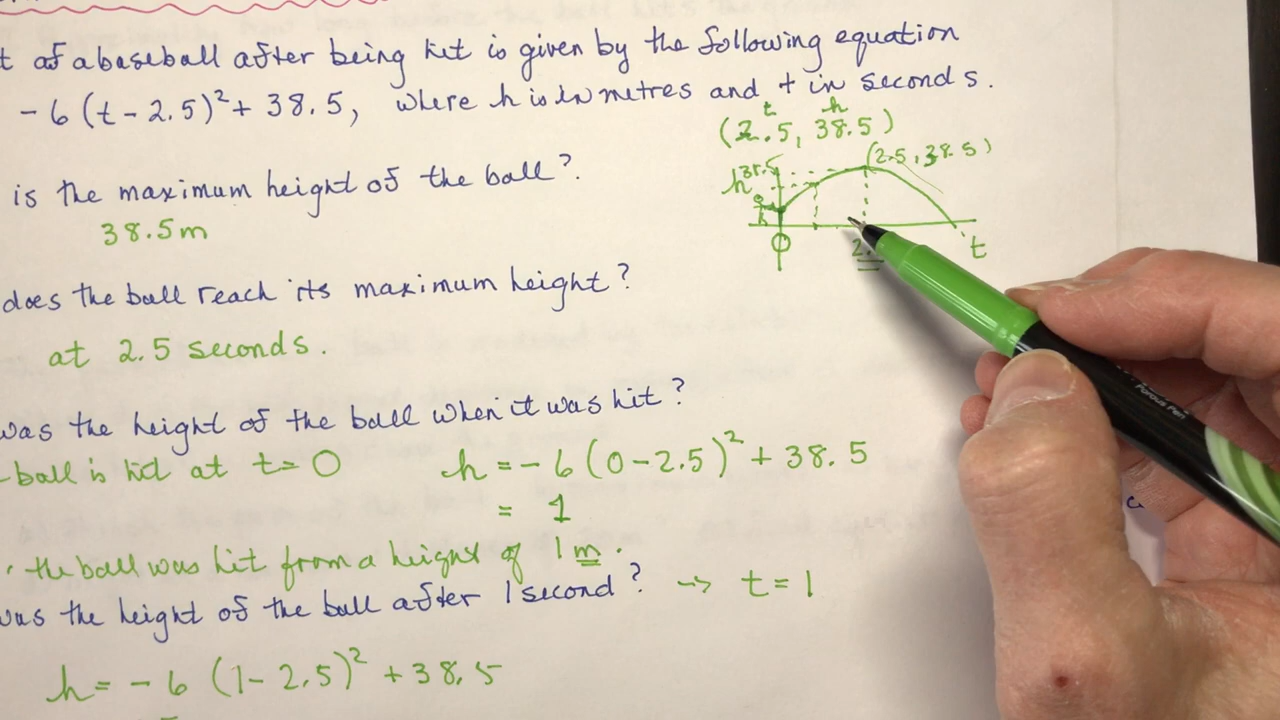 t of a baseball after being hit is given by the following equation
- 6 (t - 2.5)² + 38.5, where h is in metres and t in seconds.
t h
(2.5, 38.5)
is the maximum height of the ball?
38.5
(2.5, 38.5)
h
38.5 m
0
2.
t
does the ball reach its maximum height?
at 2.5 seconds.
was the height of the ball when it was hit?
ball is hit at t = 0 h = - 6 (0 - 2.5)² + 38.5
= 1
the ball was hit from a height of 1 m.
was the height of the ball after 1 second? → t = 1
h = - 6 (1 - 2.5)² + 38.5
Porous Pen